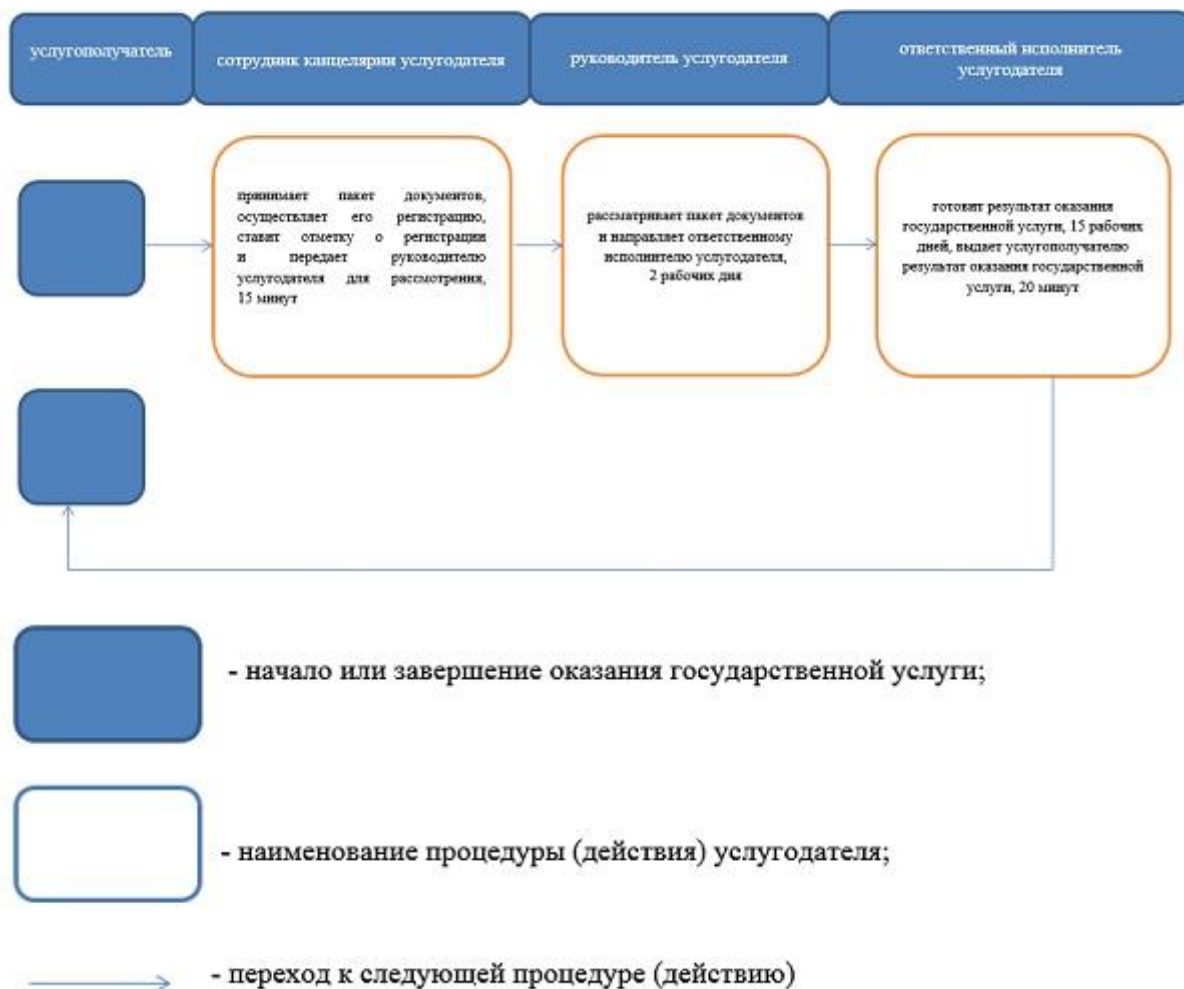 услугополучатель
сотрудник канцелярии услугодателя
руководитель услугодателя
ответственный исполнитель
услугодателя
принимает пакет документов,
осуществляет его регистрацию,
ставит отметку о регистрации
и передает руководителю
услугодателя для рассмотрения,
15 минут
рассматривает пакет документов
и направляет ответственному
исполнителю услугодателя,
2 рабочих дня
готовит результат оказания
государственной услуги, 15 рабочих
дней, выдает услугополучателю
результат оказания государственной
услуги, 20 минут
- начало или завершение оказания государственной услуги;
- наименование процедуры (действия) услугодателя;
- переход к следующей процедуре (действию)